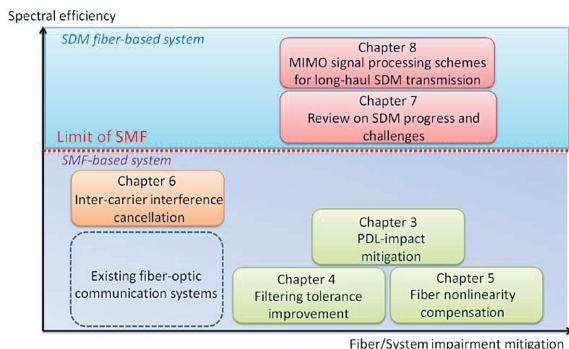 Spectral efficiency
SDM fiber-based system
Chapter 8
MIMO signal processing schemes
for long-haul SDM transmission
Chapter 7
Review on SDM progress and
challenges
Limit of SMF
SMF-based system
Chapter 6
Inter-carrier interference
cancellation
Chapter 3
PDL-impact
mitigation
Existing fiber-optic
communication systems
Chapter 4
Filtering tolerance
improvement
Chapter 5
Fiber nonlinearity
compensation
Fiber/System impairment mitigation